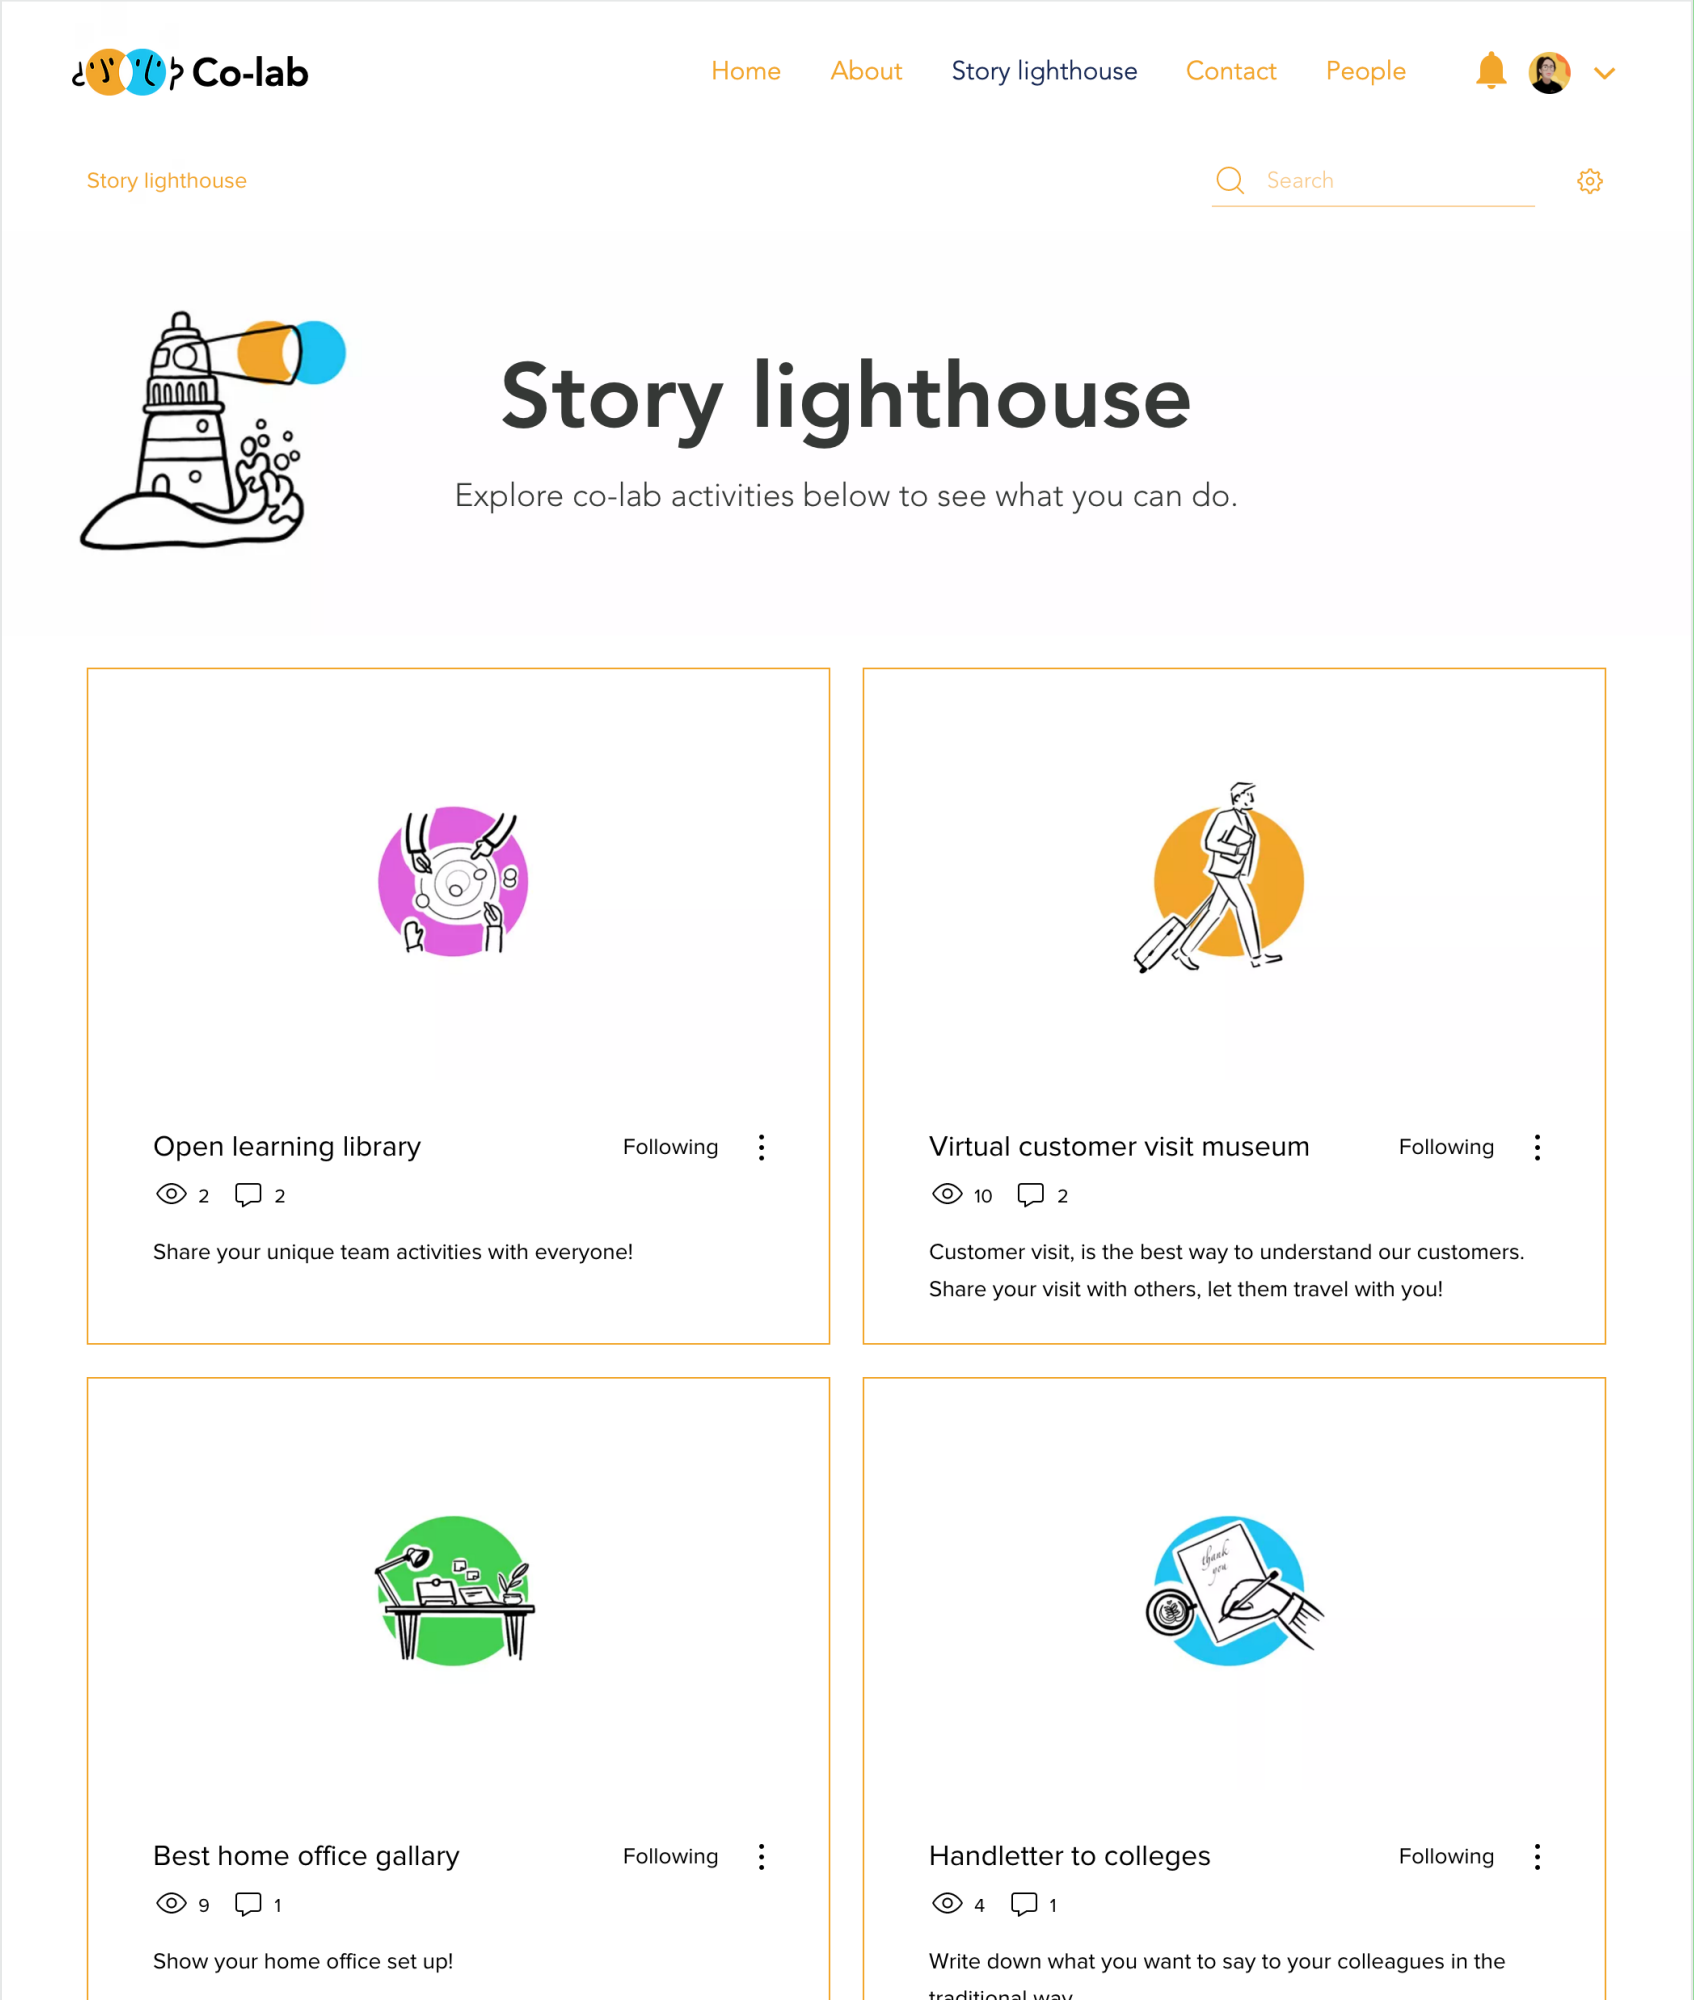 Co-lab
Home About Story lighthouse Contact People
Story lighthouse
Search
Story lighthouse
Explore co-lab activities below to see what you can do.
Open learning library Following
2 2
Share your unique team activities with everyone!
Virtual customer visit museum Following
10 2
Customer visit, is the best way to understand our customers.
Share your visit with others, let them travel with you!
Best home office gallary Following
9 1
Show your home office set up!
thank
you
Handletter to colleges Following
4 1
Write down what you want to say to your colleagues in the
traditional way